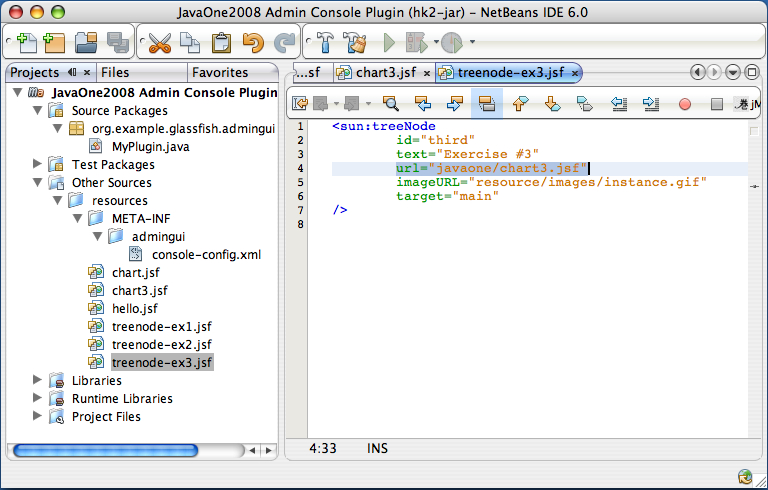 JavaOne2008 Admin Console Plugin (hk2-jar) - NetBeans IDE 6.0
Projects
Files
Favorites
...sf
chart3.jsf
treenode-ex3.jsf
JavaOne2008 Admin Console Plugin
Source Packages
org.example.glassfish.admingui
MyPlugin.java
Test Packages
Other Sources
resources
META-INF
admingui
console-config.xml
chart.jsf
chart3.jsf
hello.jsf
treenode-ex1.jsf
treenode-ex2.jsf
treenode-ex3.jsf
Libraries
Runtime Libraries
Project Files
1 <sun:treeNode
2 id="third"
3 text="Exercise #3"
4 url="javaone/chart3.jsf"
5 imageURL="resource/images/instance.gif"
6 target="main"
7 />
8
4:33 INS